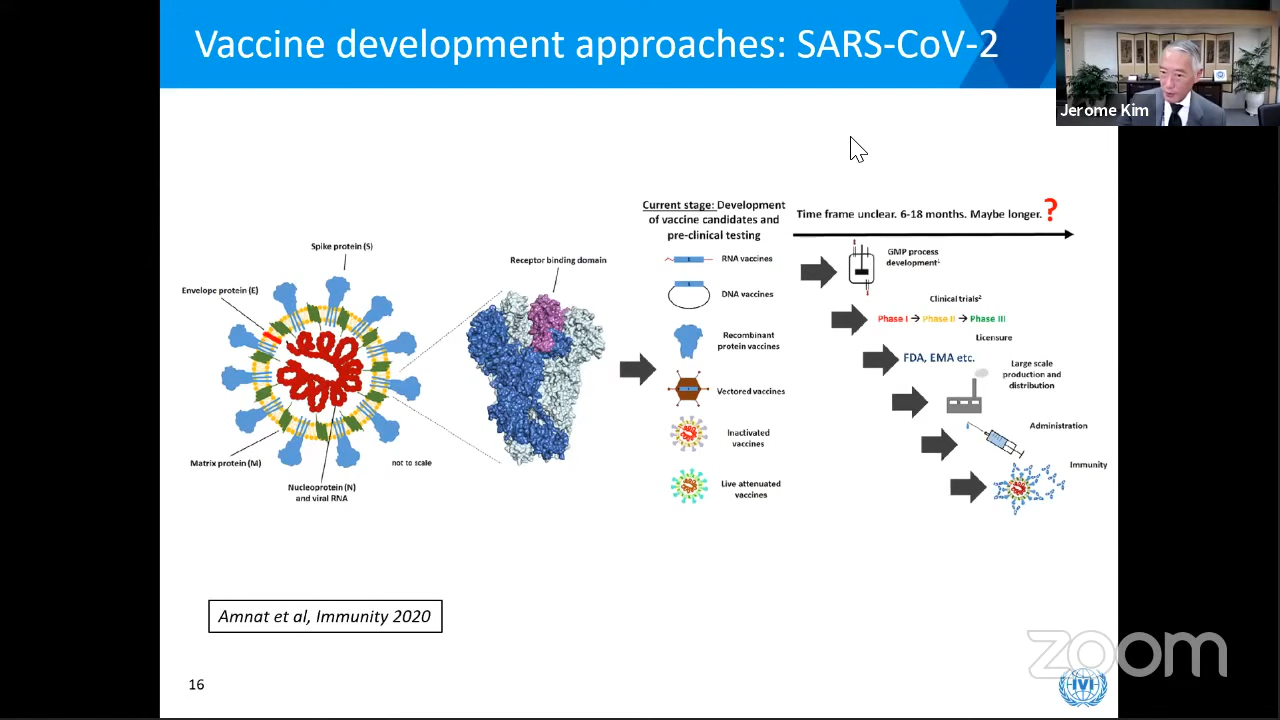 Vaccine development approaches: SARS-CoV-2
Jerome Kim
Spike protein (S)
Envelope protein (E)
Matrix protein (M)
Nucleoprotein (N)
and viral RNA
not to scale
Receptor binding domain
Current stage: Development
of vaccine candidates and
pre-clinical testing
RNA vaccines
DNA vaccines
Recombinant
protein vaccines
Vectored vaccines
Inactivated
vaccines
Live attenuated
vaccines
Time frame unclear. 6-18 months. Maybe longer. ?
GMP process
development¹
Clinical trials²
Phase I → Phase II → Phase III
Licensure
FDA, EMA etc.
Large scale
production and
distribution
Administration
Immunity
Amnat et al, Immunity 2020
16
zoom
IVI